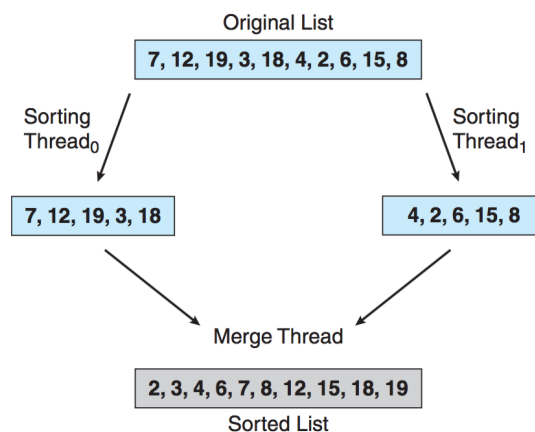 Original List
7, 12, 19, 3, 18, 4, 2, 6, 15, 8
Sorting
Thread0
Sorting
Thread1
7, 12, 19, 3, 18
4, 2, 6, 15, 8
Merge Thread
2, 3, 4, 6, 7, 8, 12, 15, 18, 19
Sorted List